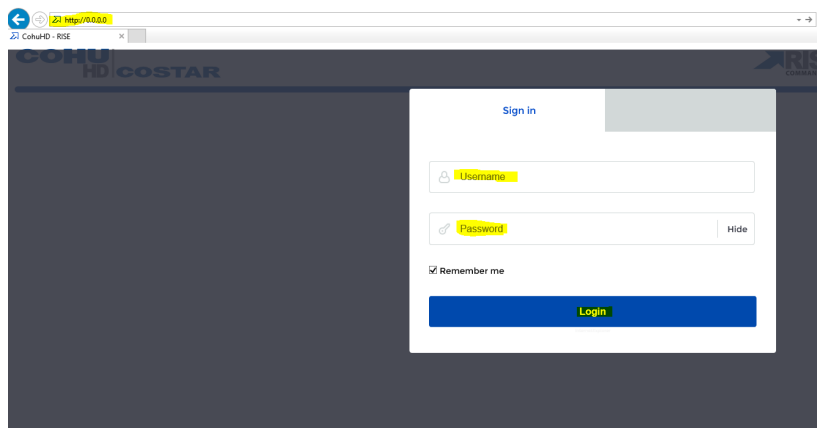 http://0.0.0.0
CohuHD - RISE
COHU
HD COSTAR
RIS
COMMAN
Sign in
Username
Password
Hide
Remember me
Login